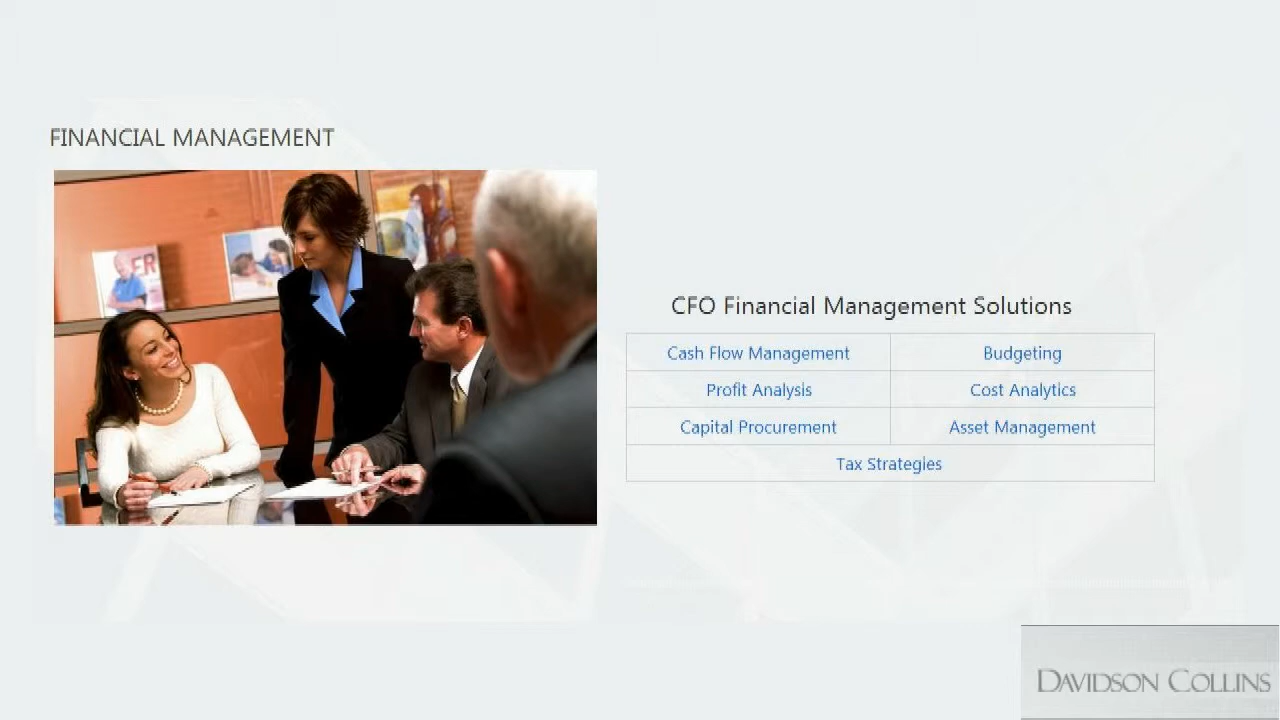 FINANCIAL MANAGEMENT
ER
CFO Financial Management Solutions
Cash Flow Management Budgeting
Profit Analysis Cost Analytics
Capital Procurement Asset Management
Tax Strategies
DAVIDSON COLLINS